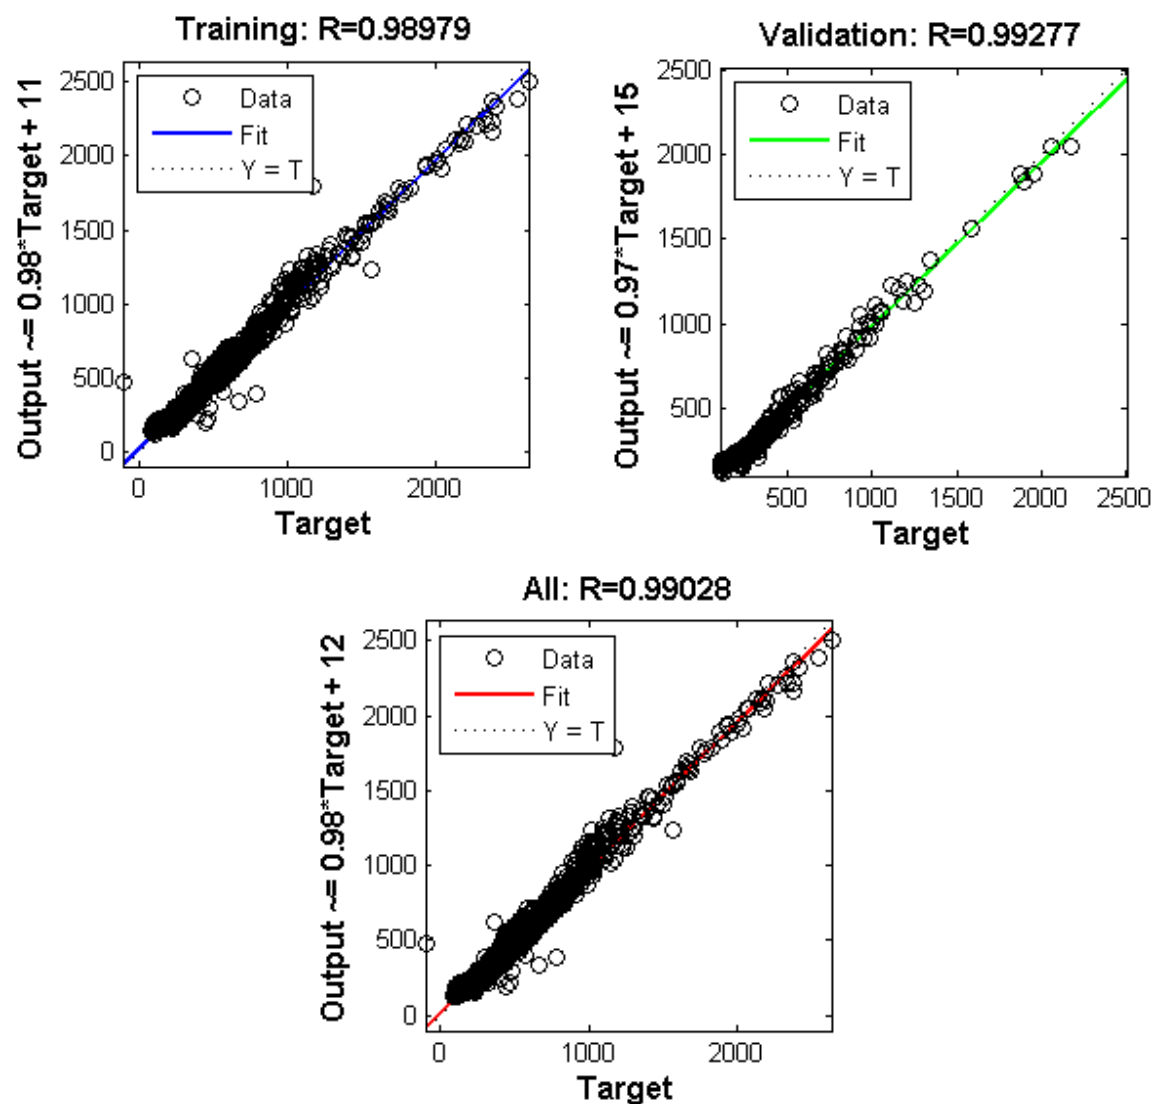 Training: R=0.98979
Output ~= 0.98*Target + 11
2500
2000
1500
1000
500
0
Data
Fit
Y = T
0 1000 2000
Target
Validation: R=0.99277
Output ~= 0.97*Target + 15
2500
2000
1500
1000
500
Data
Fit
Y = T
500 1000 1500 2000 2500
Target
All: R=0.99028
Output ~= 0.98*Target + 12
2500
2000
1500
1000
500
0
Data
Fit
Y = T
0 1000 2000
Target